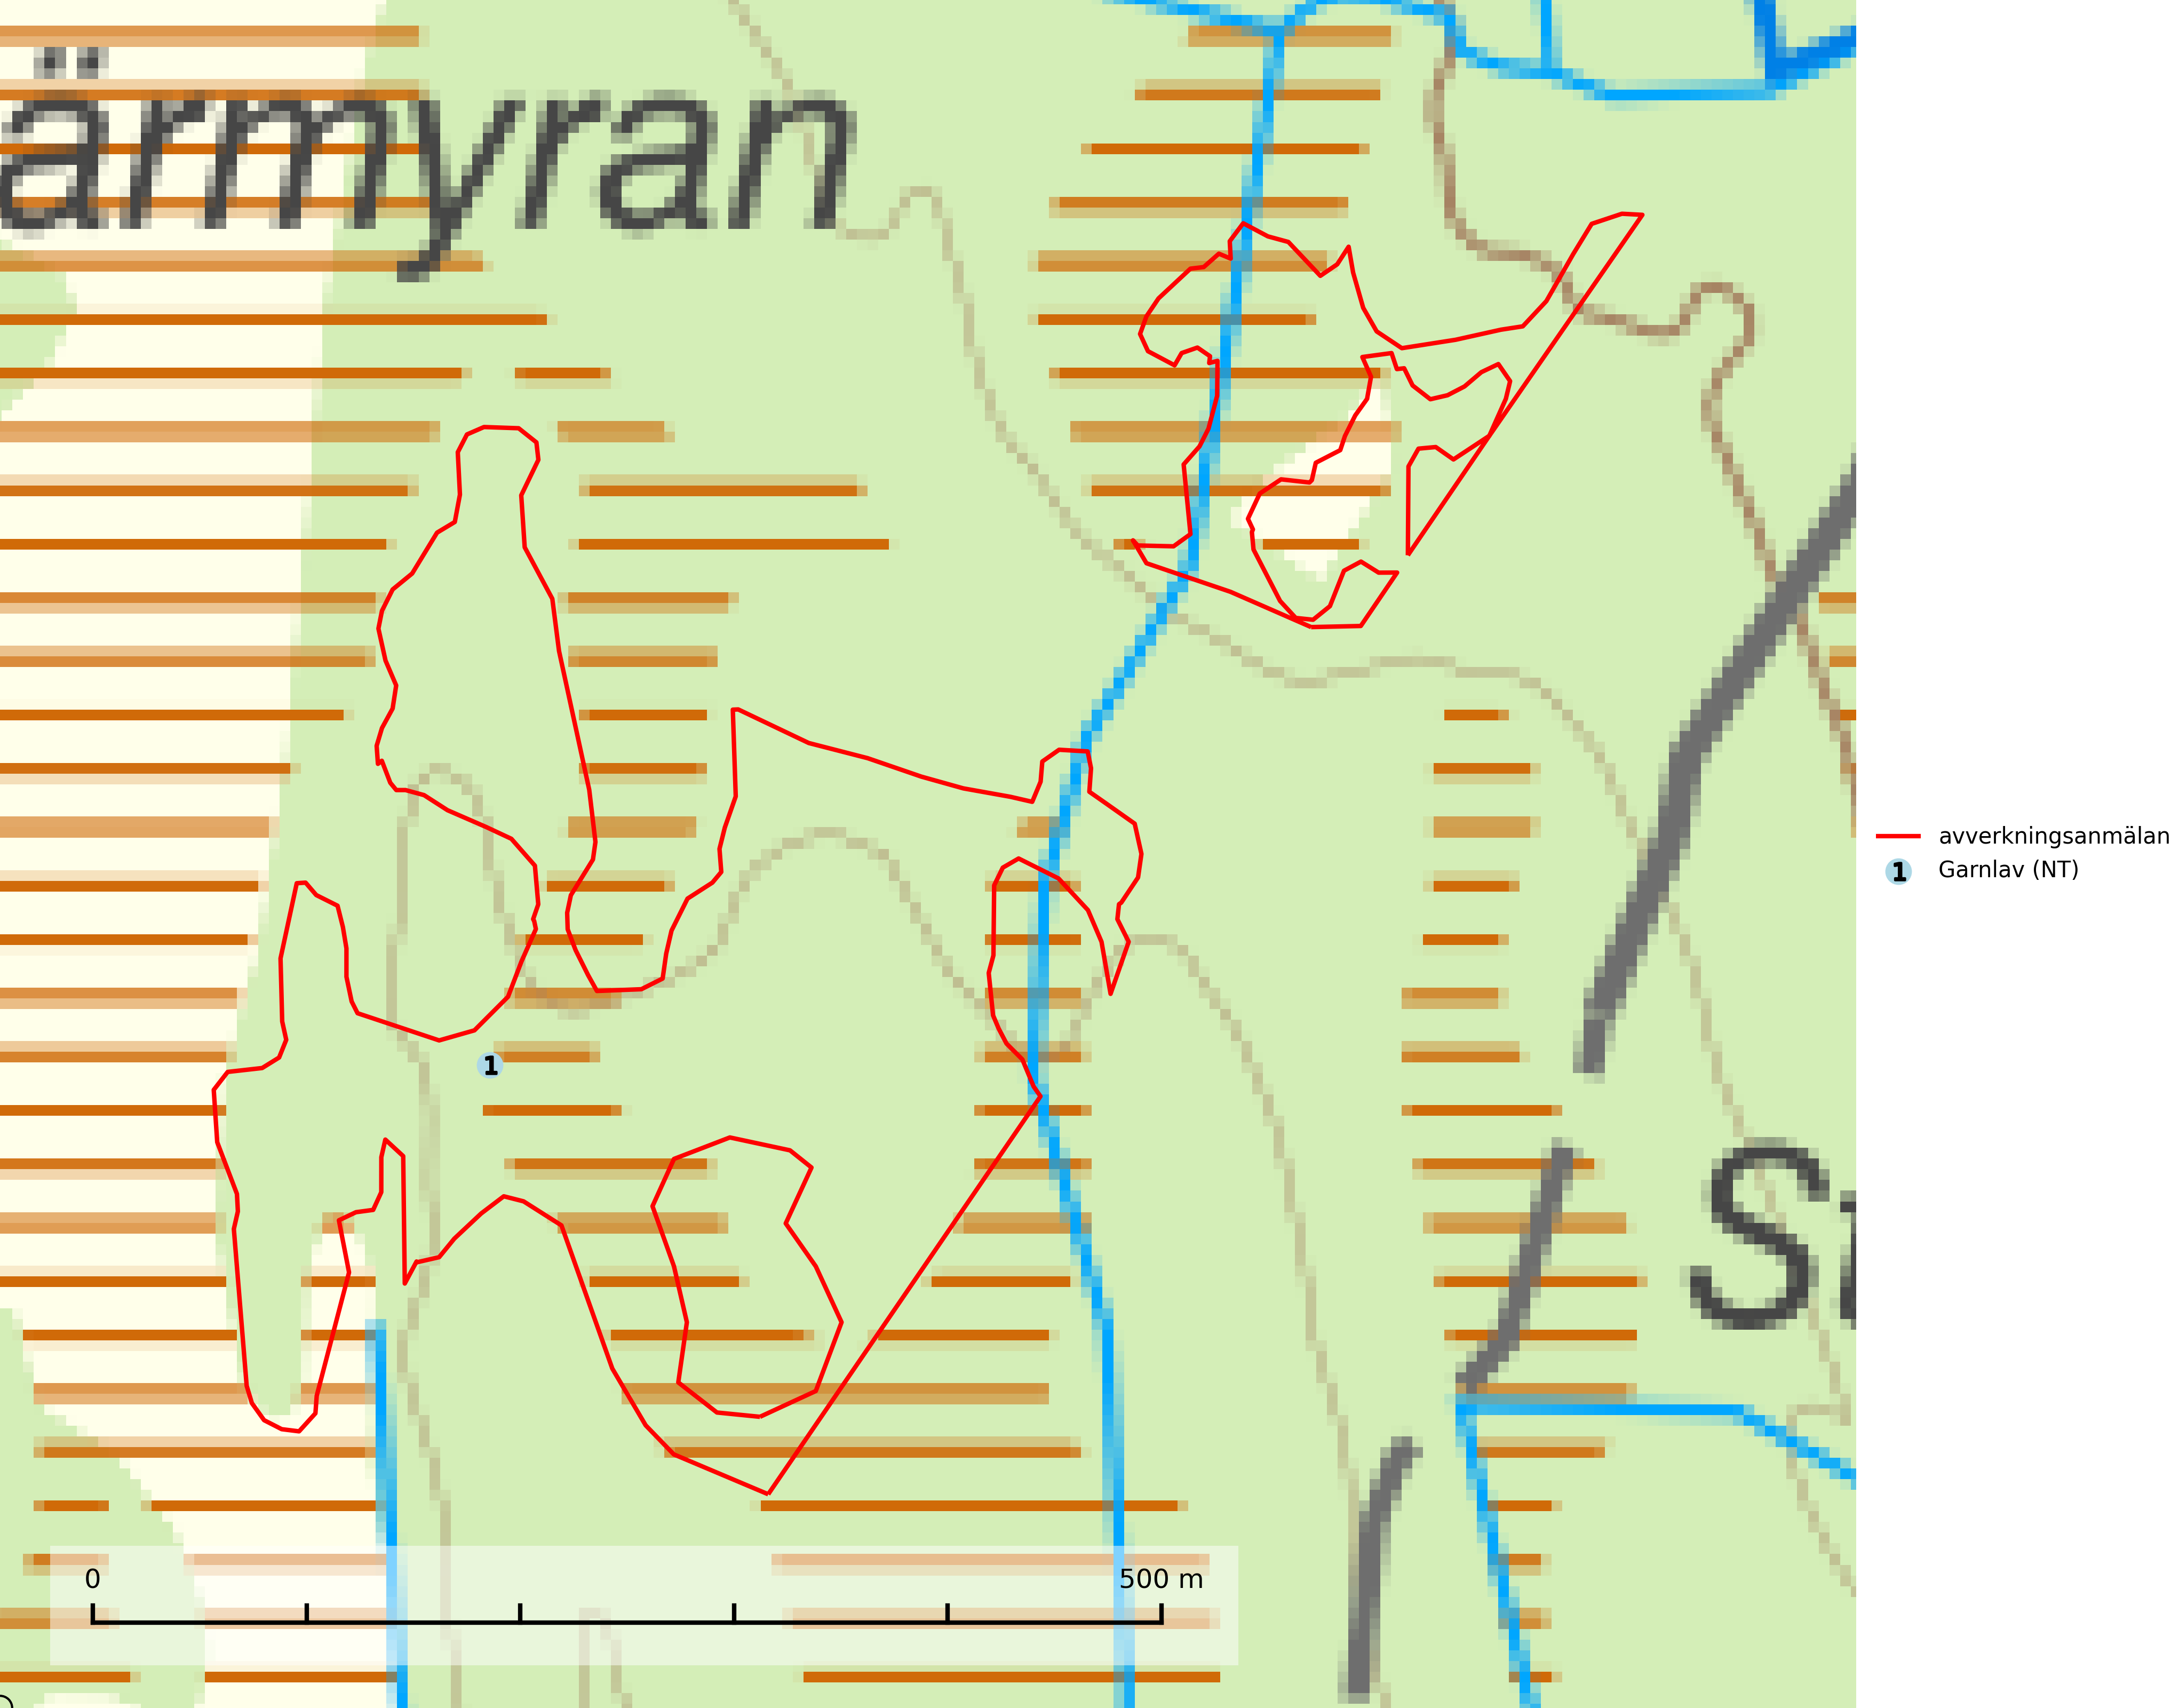 ärmyran
avverkningsanmälan
1 Garnlav (NT)
1
S
0 500 m